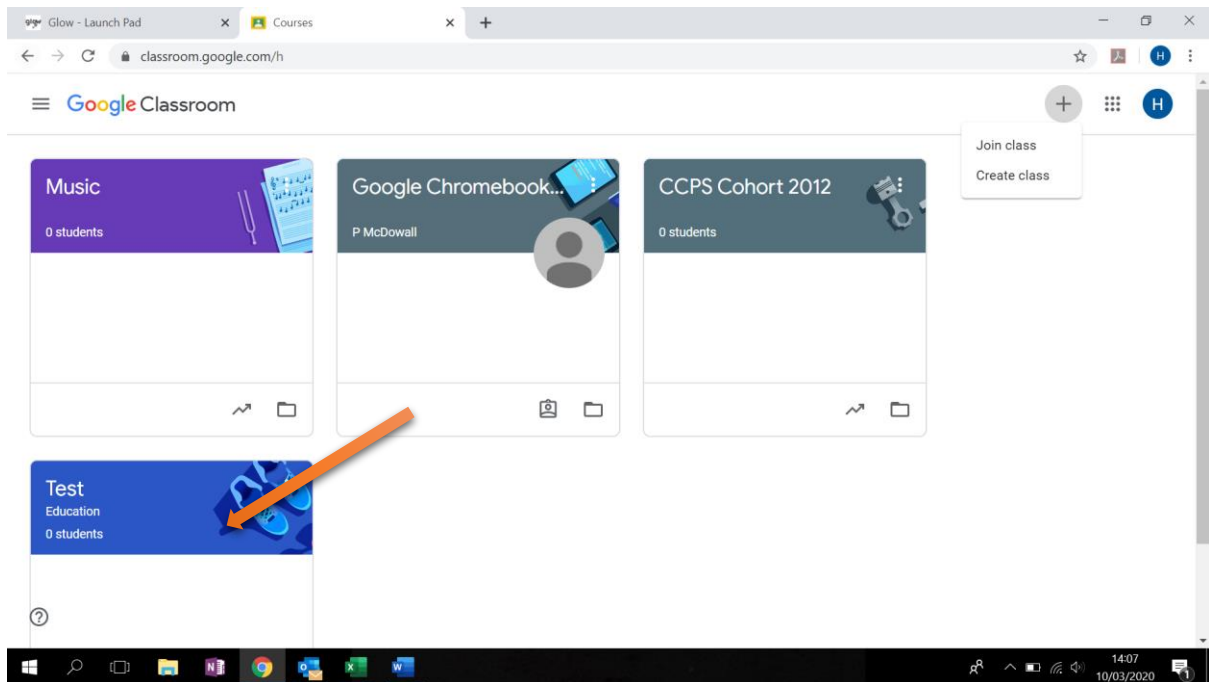 Glow - Launch Pad
Courses
classroom.google.com/h
H
Google Classroom
H
Join class
Create class
Music
0 students
Google Chromebook...
P McDowall
CCPS Cohort 2012
0 students
Test
Education
0 students
14:07
10/03/2020